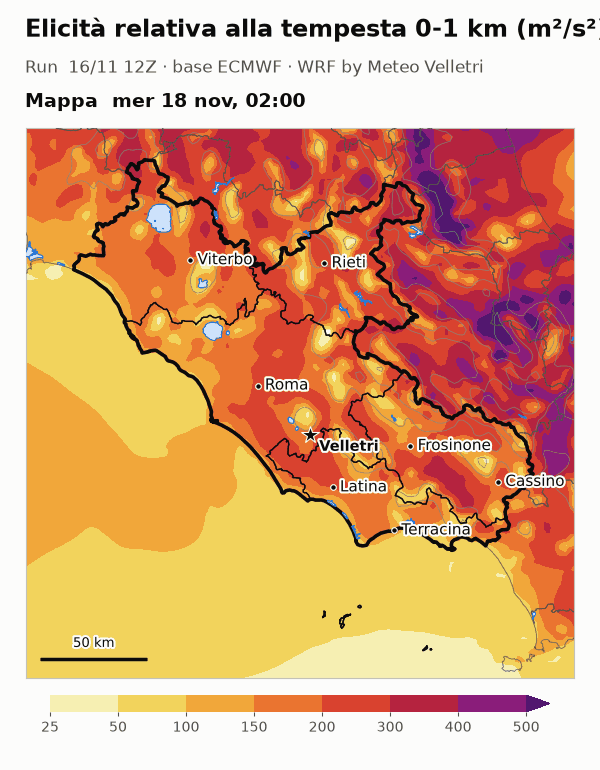 Elicità relativa alla tempesta 0-1 km (m²/s²)
Run  16/11 12Z · base ECMWF · WRF by Meteo Velletri
Mappa  mer 18 nov, 02:00
Viterbo
Rieti
Roma
Velletri
Frosinone
Cassino
Latina
Terracina
50 km
25 50 100 150 200 300 400 500